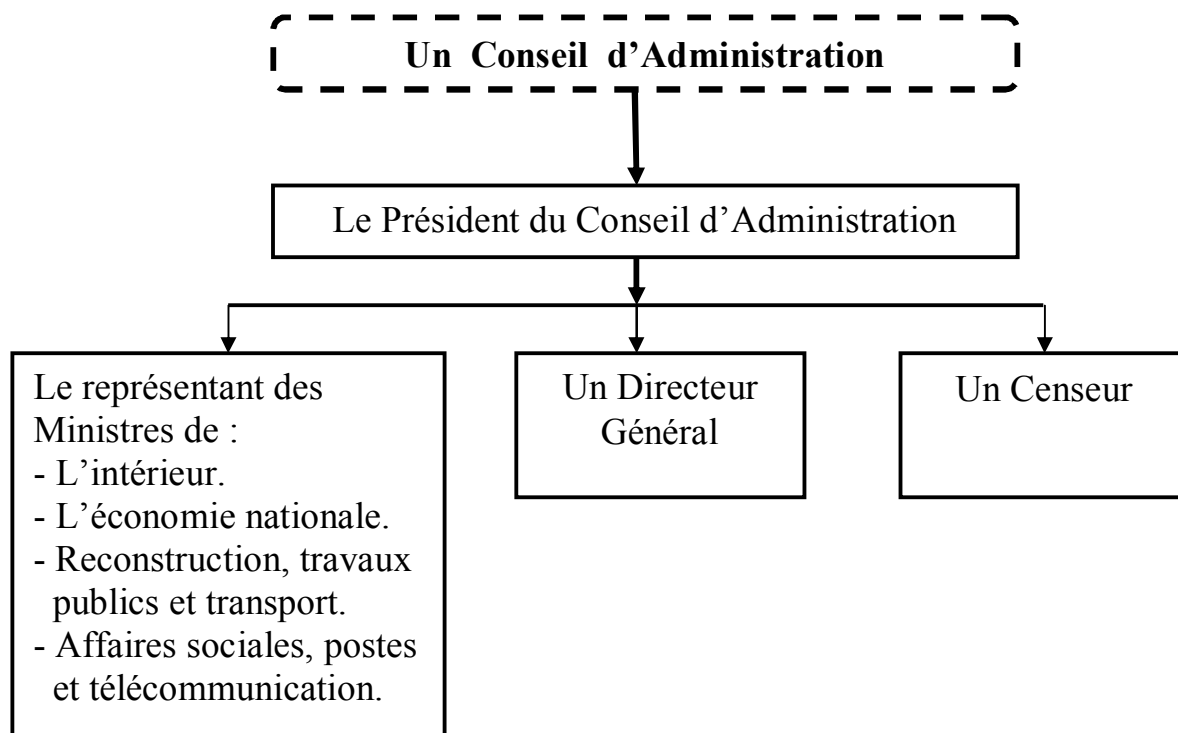 Un Conseil d’Administration
Le Président du Conseil d’Administration
Le représentant des
Ministres de :
- L’intérieur.
- L’économie nationale.
- Reconstruction, travaux
publics et transport.
- Affaires sociales, postes
et télécommunication.
Un Directeur
Général
Un Censeur